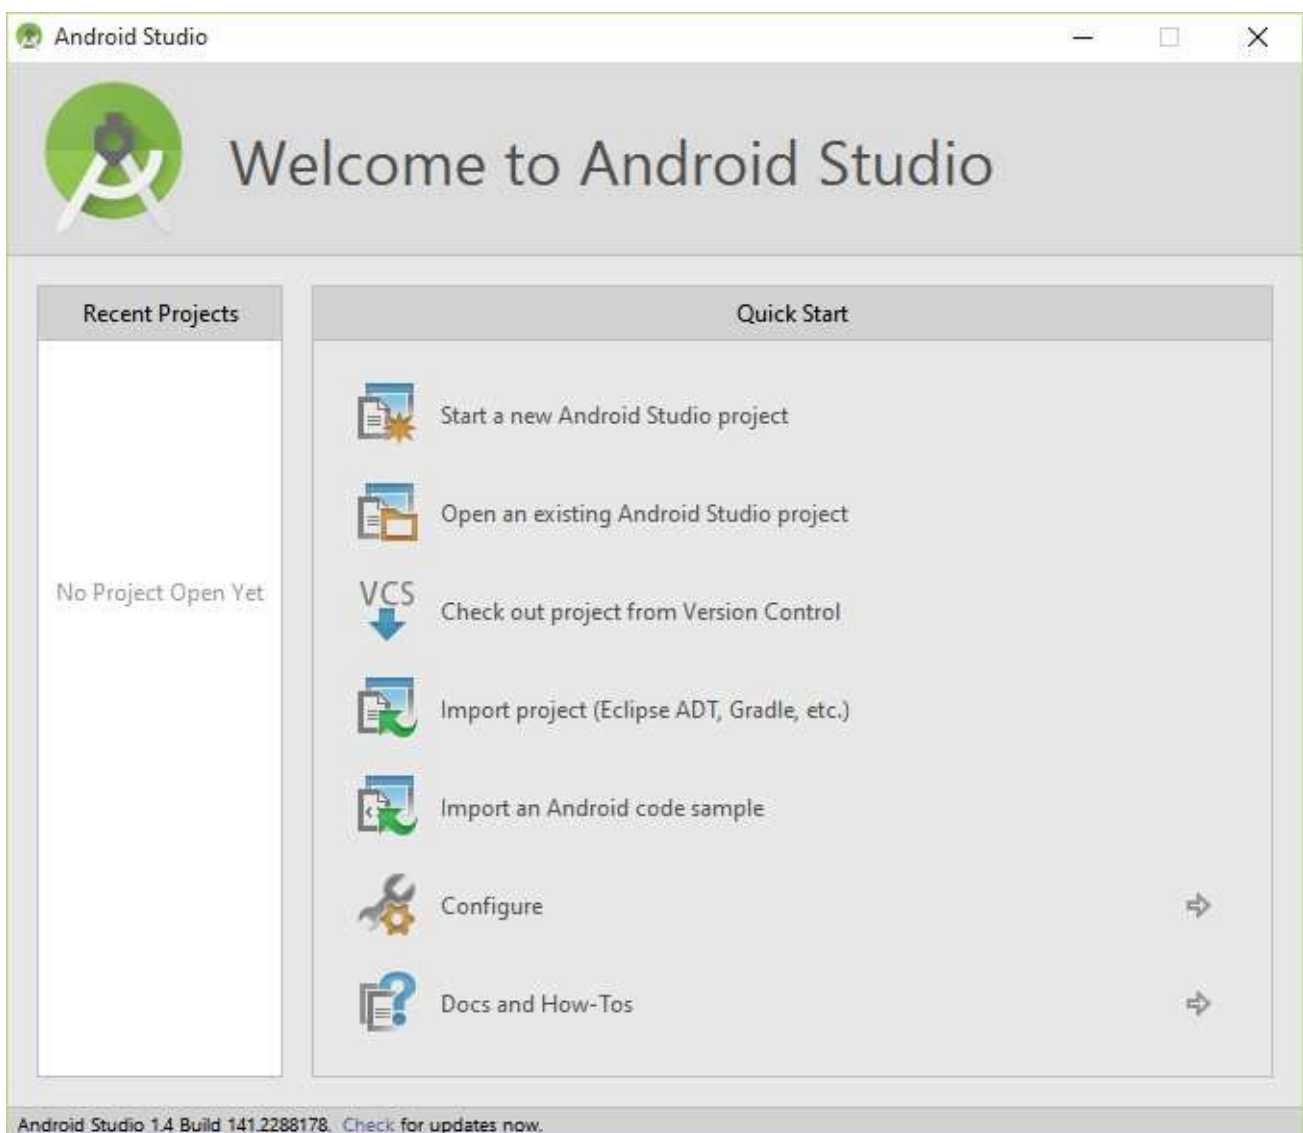 Android Studio
Welcome to Android Studio
Recent Projects
Quick Start
Start a new Android Studio project
Open an existing Android Studio project
No Project Open Yet
VCS
Check out project from Version Control
Import project (Eclipse ADT, Gradle, etc.)
Import an Android code sample
Configure
Docs and How-Tos
Android Studio 1.4 Build 141.2288178. Check for updates now.